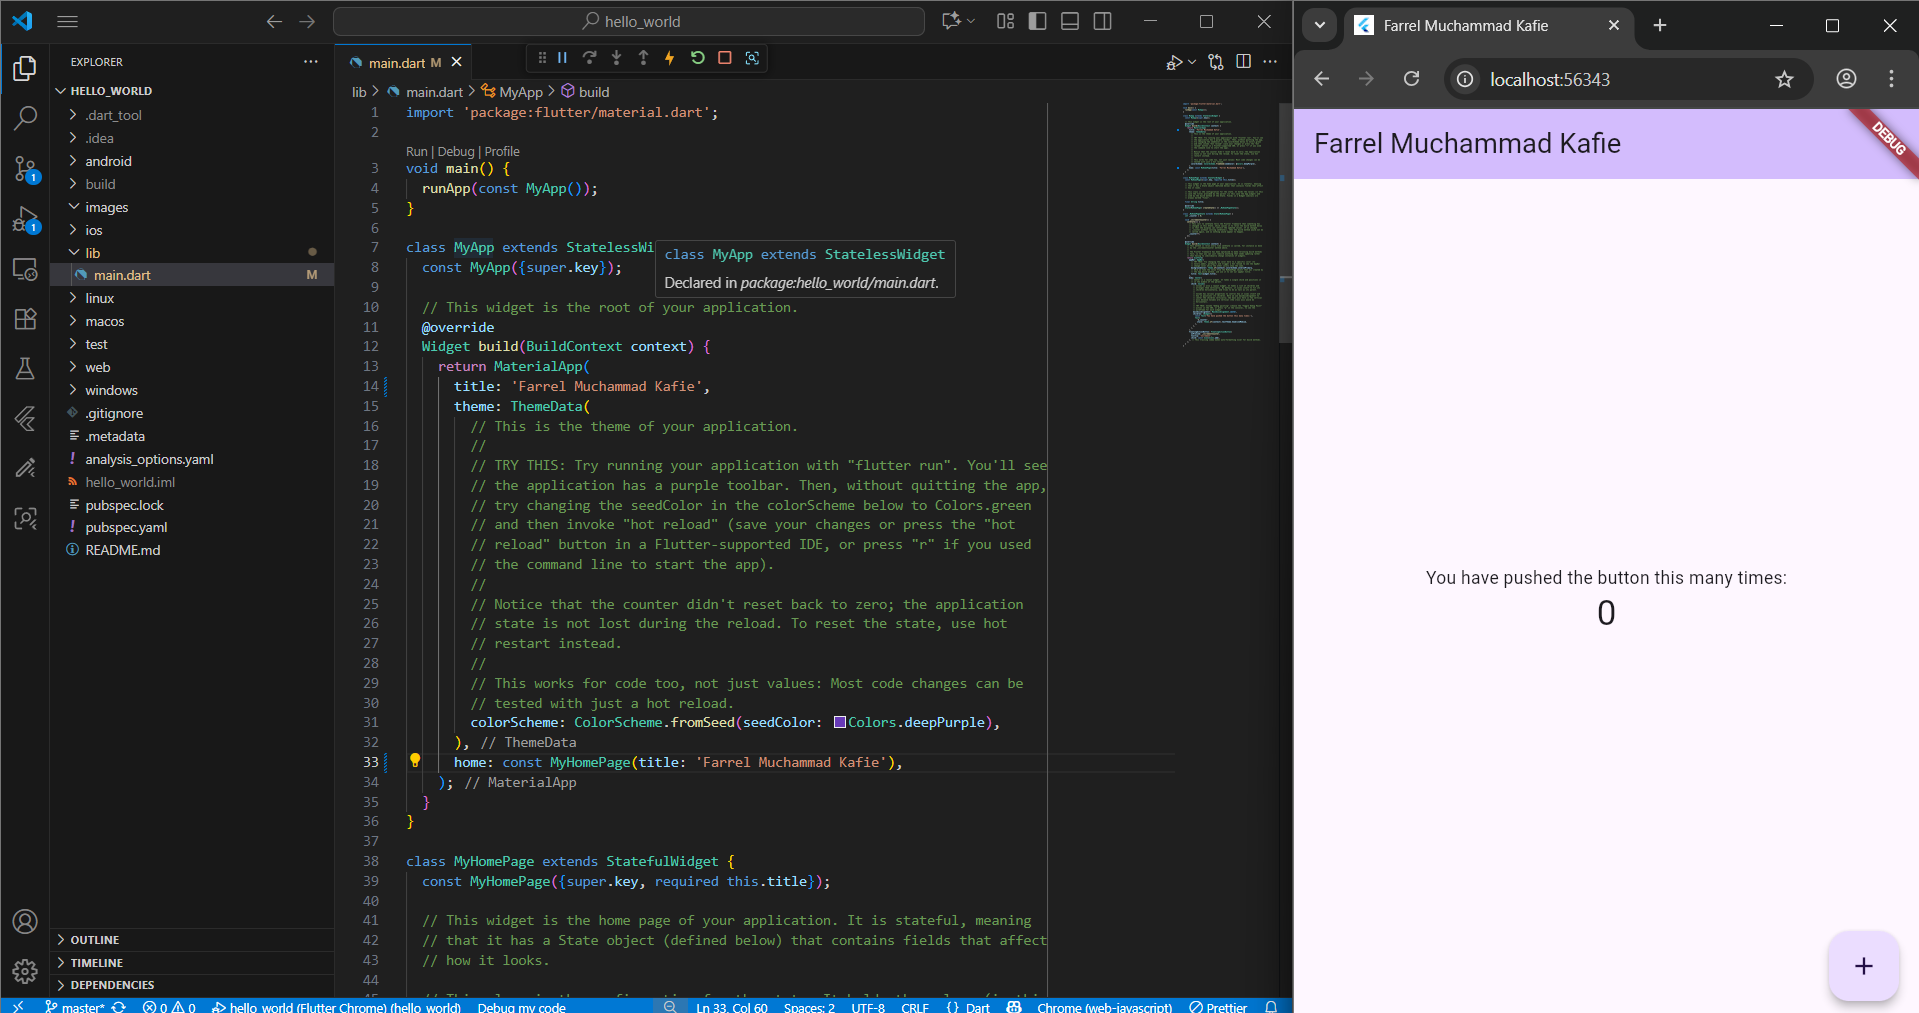 hello_world
EXPLORER
HELLO_WORLD
.dart_tool
.idea
android
build
images
ios
lib
main.dart M
linux
macos
test
web
windows
.gitignore
.metadata
analysis_options.yaml
hello_world.iml
pubspec.lock
pubspec.yaml
README.md
OUTLINE
TIMELINE
DEPENDENCIES
1
1
main.dart M
lib > main.dart > MyApp > build
1 import 'package:flutter/material.dart';
2
Run | Debug | Profile
3 void main() {
4 runApp(const MyApp());
5 }
6
7 class MyApp extends StatelessWi
8 const MyApp({super.key});
class MyApp extends StatelessWidget
Declared in package:hello_world/main.dart.
9
10 // This widget is the root of your application.
11 @override
12 Widget build(BuildContext context) {
13 return MaterialApp(
14 title: 'Farrel Muchammad Kafie',
15 theme: ThemeData(
16 // This is the theme of your application.
17 //
18 // TRY THIS: Try running your application with "flutter run". You'll see
19 // the application has a purple toolbar. Then, without quitting the app,
20 // try changing the seedColor in the colorScheme below to Colors.green
21 // and then invoke "hot reload" (save your changes or press the "hot
22 // reload" button in a Flutter-supported IDE, or press "r" if you used
23 // the command line to start the app).
24 //
25 // Notice that the counter didn't reset back to zero; the application
26 // state is not lost during the reload. To reset the state, use hot
27 // restart instead.
28 //
29 // This works for code too, not just values: Most code changes can be
30 // tested with just a hot reload.
31 colorScheme: ColorScheme.fromSeed(seedColor: Colors.deepPurple),
32 ), // ThemeData
33 home: const MyHomePage(title: 'Farrel Muchammad Kafie'),
34 ); // MaterialApp
35 }
36 }
37
38 class MyHomePage extends StatefulWidget {
39 const MyHomePage({super.key, required this.title});
40
41 // This widget is the home page of your application. It is stateful, meaning
42 // that it has a State object (defined below) that contains fields that affect
43 // how it looks.
44
master* 0 0 hello_world (Flutter Chrome) (hello_world) Debug my code Ln 33, Col 60 Spaces: 2 UTF-8 CRLF {} Dart Chrome (web-javascript) Prettier
Farrel Muchammad Kafie
localhost:56343
Farrel Muchammad Kafie
DEBUG
You have pushed the button this many times:
0